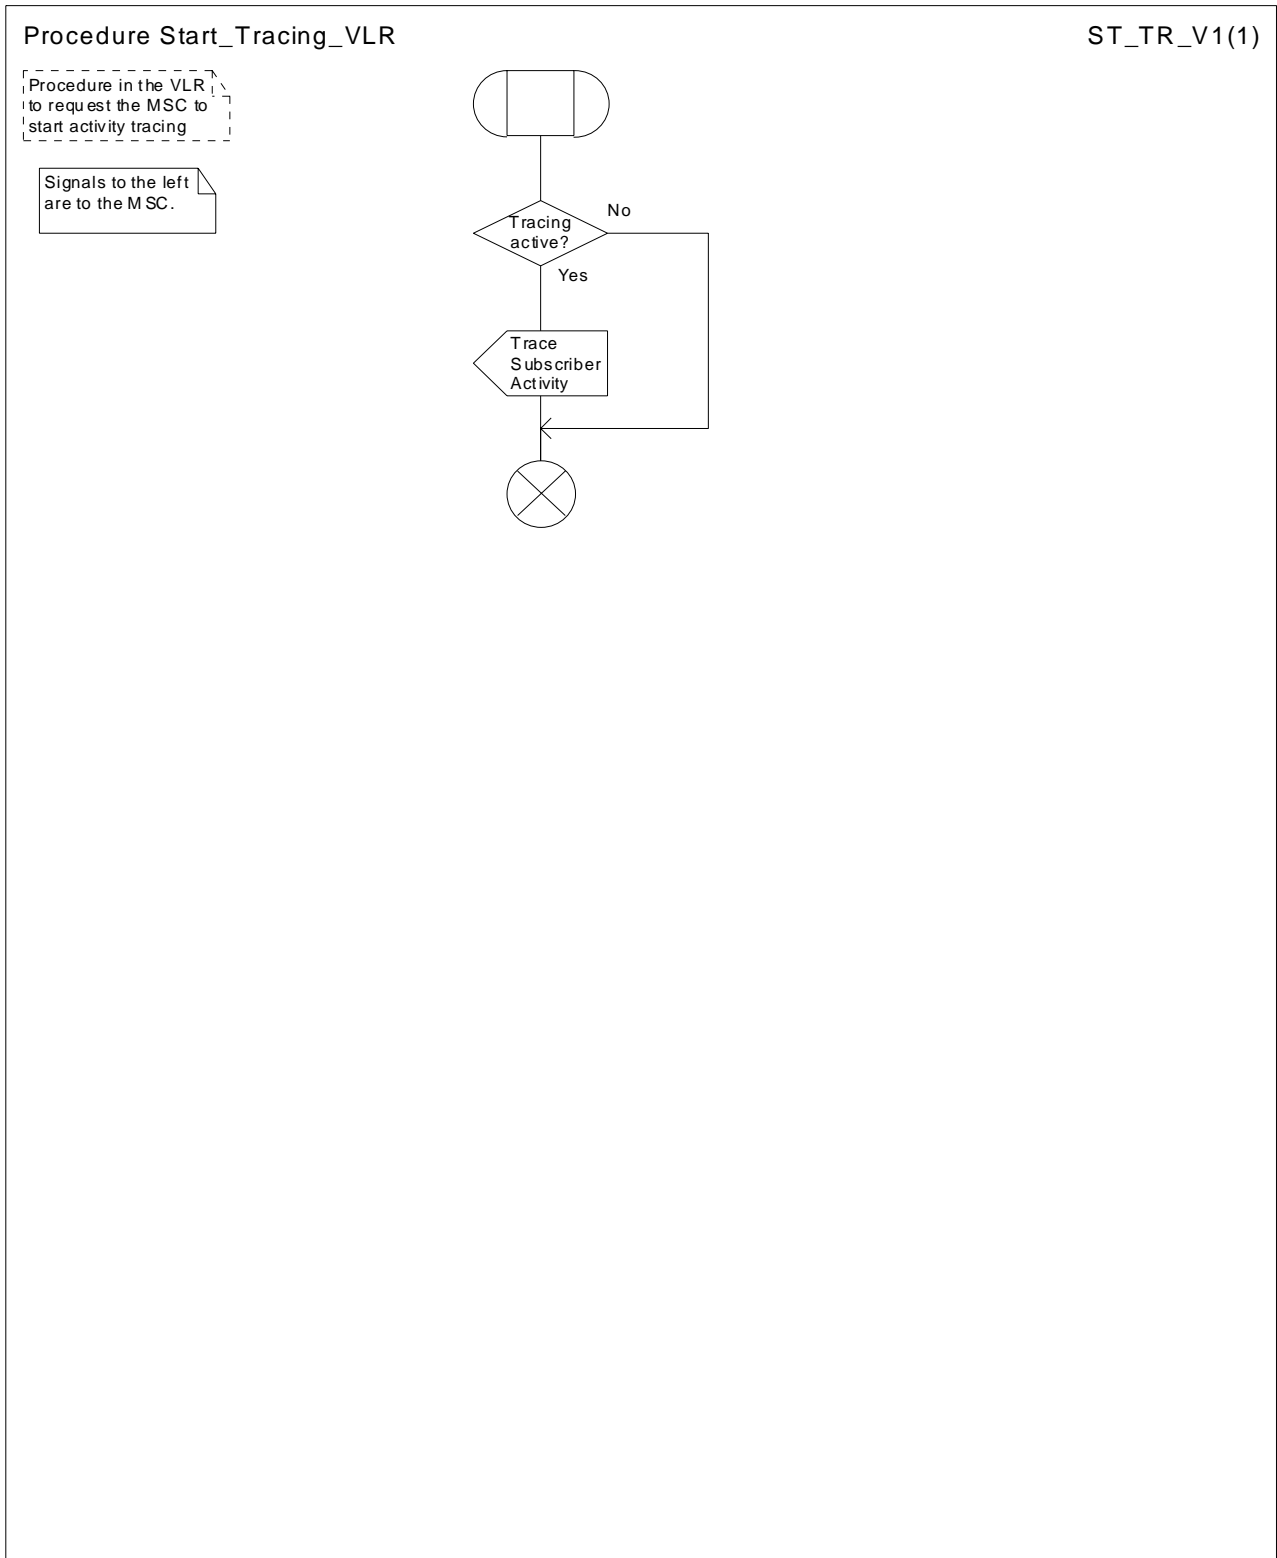 Procedure Start_Tracing_VLR
ST_TR_V1(1)
Procedure in the VLR
to request the MSC to
start activity tracing
Signals to the left
are to the MSC.
Tracing
active?
No
Yes
Trace
Subscriber
Activity